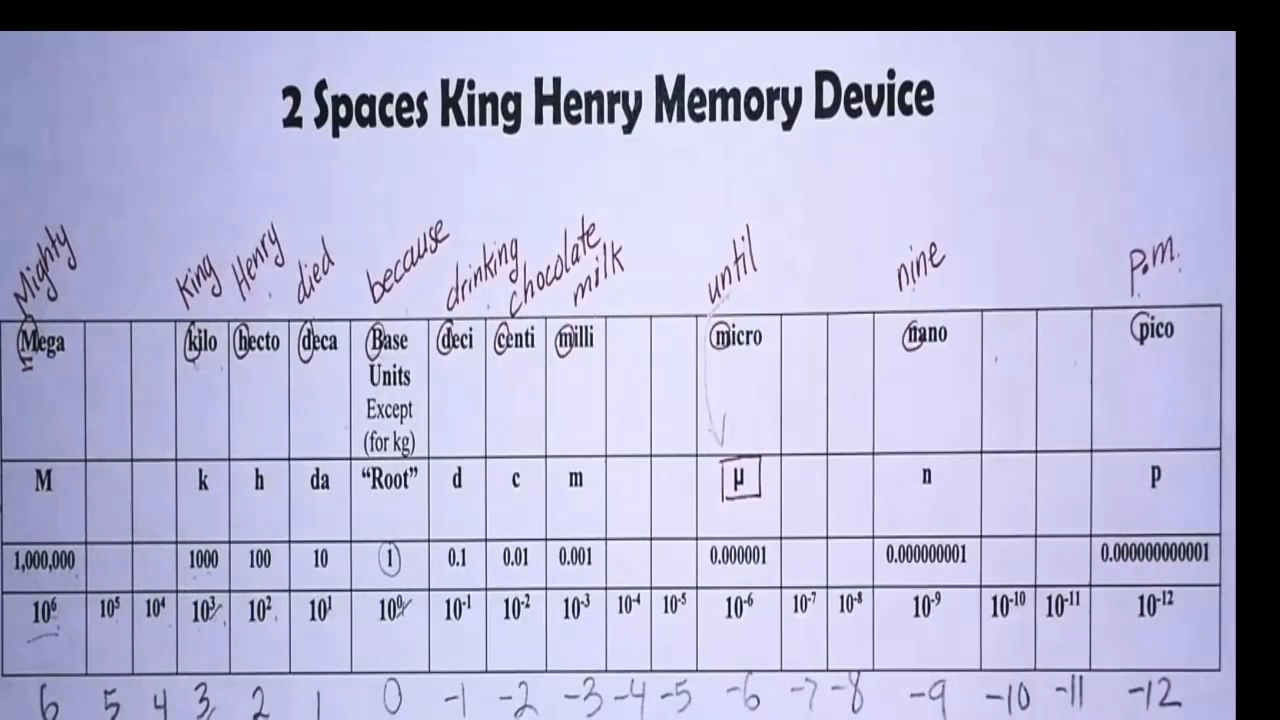 2 Spaces King Henry Memory Device
Mighty King Henry died because drinking chocolate milk until nine p.m.
Mega kilo hecto deca Base deci centi milli micro nano pico
Units
Except
(for kg)
M k h da “Root” d c m μ n p
1,000,000 1000 100 10 1 0.1 0.01 0.001 0.000001 0.000000001 0.000000000001
10⁶ 10⁵ 10⁴ 10³ 10² 10¹ 10⁰ 10⁻¹ 10⁻² 10⁻³ 10⁻⁴ 10⁻⁵ 10⁻⁶ 10⁻⁷ 10⁻⁸ 10⁻⁹ 10⁻¹⁰ 10⁻¹¹ 10⁻¹²
6 5 4 3 2 1 0 -1 -2 -3 -4 -5 -6 -7 -8 -9 -10 -11 -12